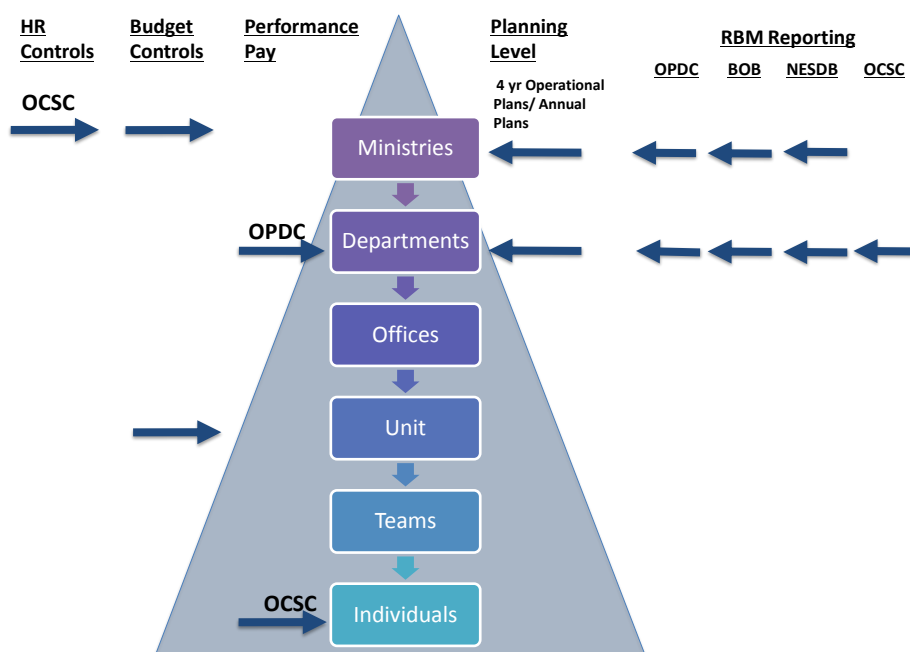 HR
Controls
Budget
Controls
Performance
Pay
Planning
Level
RBM Reporting
OPDC
BOB
NESDB
OCSC
4 yr Operational
Plans/ Annual
Plans
OCSC
Ministries
OPDC
Departments
Offices
Unit
Teams
OCSC
Individuals